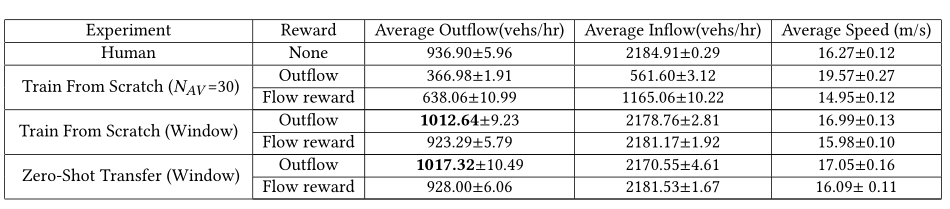 Experiment Reward Average Outflow(vehs/hr) Average Inflow(vehs/hr) Average Speed (m/s)
Human None 936.90±5.96 2184.91±0.29 16.27±0.12
Train From Scratch (N_AV=30) Outflow 366.98±1.91 561.60±3.12 19.57±0.27
Flow reward 638.06±10.99 1165.06±10.22 14.95±0.12
Train From Scratch (Window) Outflow 1012.64±9.23 2178.76±2.81 16.99±0.13
Flow reward 923.29±5.79 2181.17±1.92 15.98±0.10
Zero-Shot Transfer (Window) Outflow 1017.32±10.49 2170.55±4.61 17.05±0.16
Flow reward 928.00±6.06 2181.53±1.67 16.09± 0.11